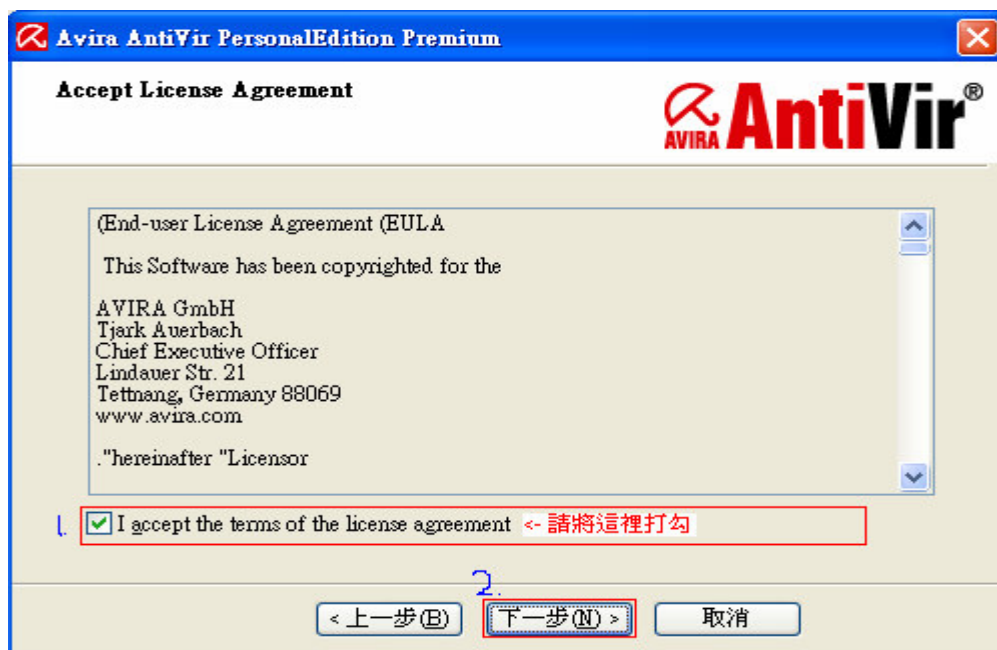 Avira AntiVir PersonalEdition Premium
Accept License Agreement
AVIRA AntiVir®
(End-user License Agreement (EULA
This Software has been copyrighted for the
AVIRA GmbH
Tjark Auerbach
Chief Executive Officer
Lindauer Str. 21
Tettnang, Germany 88069
www.avira.com
."hereinafter "Licensor
1. I accept the terms of the license agreement <- 請將這裡打勾
2.
< 上一步(B) 下一步(N) > 取消